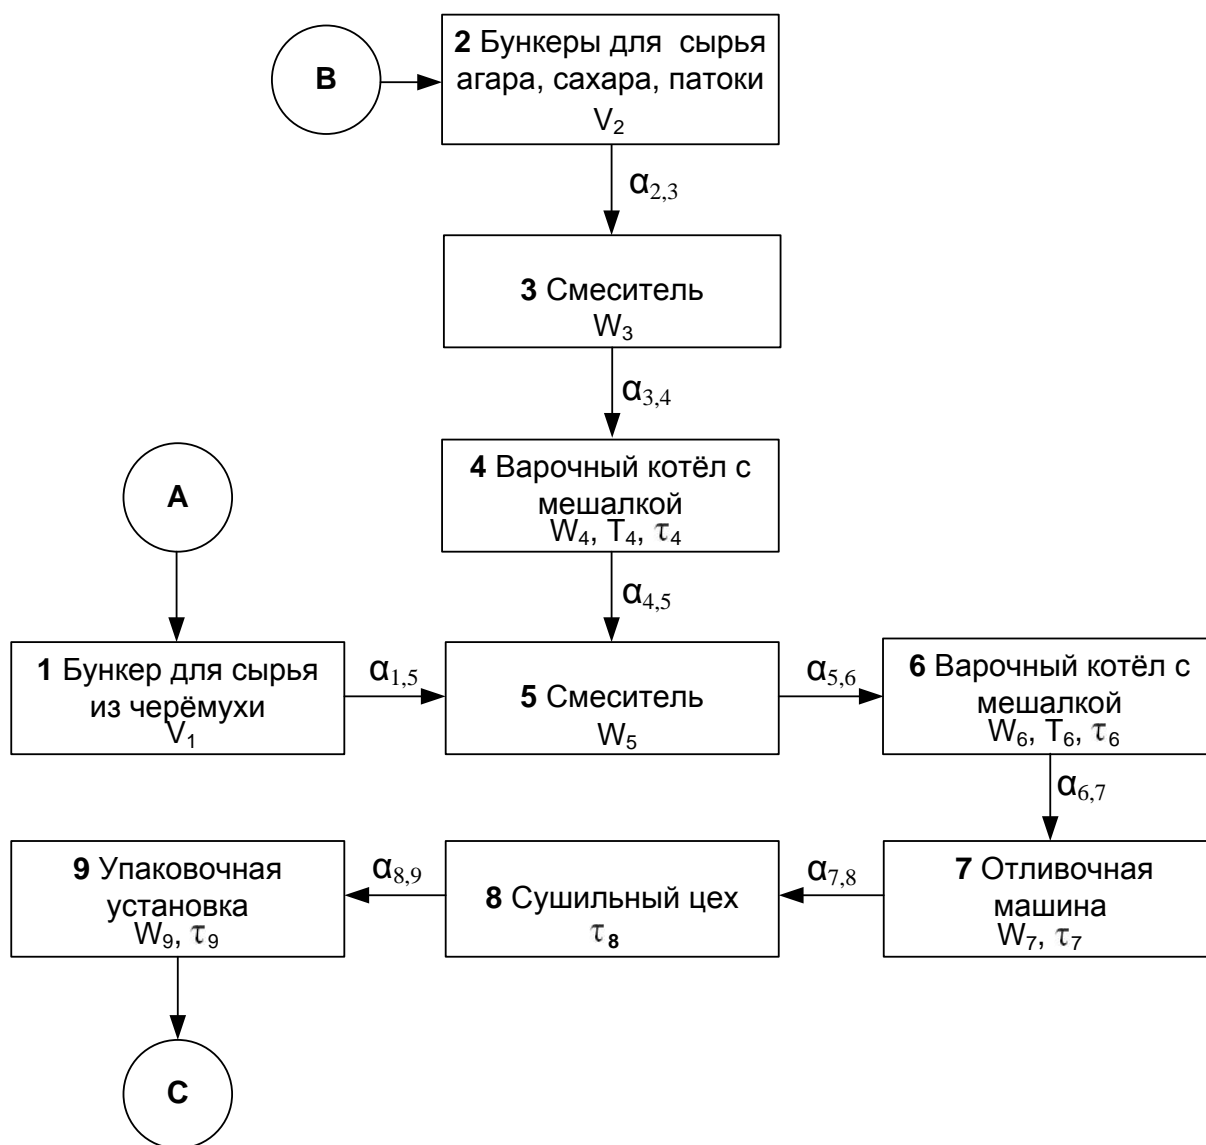 B
2 Бункеры для сырья
агара, сахара, патоки
V2
α2,3
3 Смеситель
W3
α3,4
A
4 Варочный котёл с
мешалкой
W4, T4, τ4
α4,5
1 Бункер для сырья
из черёмухи
V1
α1,5
5 Смеситель
W5
α5,6
6 Варочный котёл с
мешалкой
W6, T6, τ6
α6,7
9 Упаковочная
установка
W9, τ9
α8,9
8 Сушильный цех
τ8
α7,8
7 Отливочная
машина
W7, τ7
C